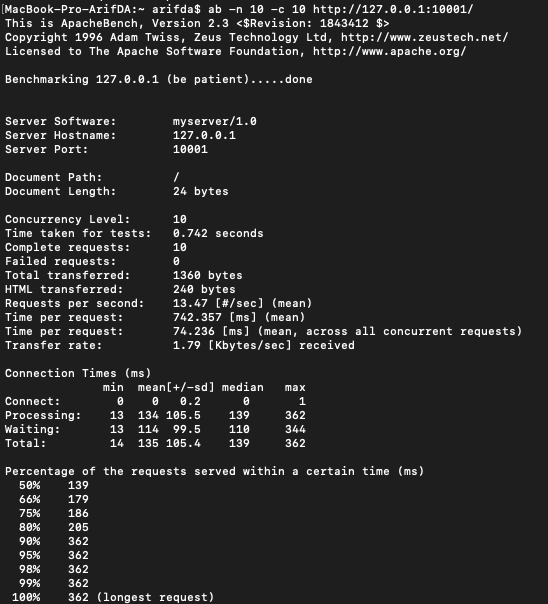 [MacBook-Pro-ArifDA:~ arifda$ ab -n 10 -c 10 http://127.0.0.1:10001/
This is ApacheBench, Version 2.3 <$Revision: 1843412 $>
Copyright 1996 Adam Twiss, Zeus Technology Ltd, http://www.zeustech.net/
Licensed to The Apache Software Foundation, http://www.apache.org/

Benchmarking 127.0.0.1 (be patient).....done


Server Software:        myserver/1.0
Server Hostname:        127.0.0.1
Server Port:            10001

Document Path:          /
Document Length:        24 bytes

Concurrency Level:      10
Time taken for tests:   0.742 seconds
Complete requests:      10
Failed requests:        0
Total transferred:      1360 bytes
HTML transferred:       240 bytes
Requests per second:    13.47 [#/sec] (mean)
Time per request:       742.357 [ms] (mean)
Time per request:       74.236 [ms] (mean, across all concurrent requests)
Transfer rate:          1.79 [Kbytes/sec] received

Connection Times (ms)
              min  mean[+/-sd] median   max
Connect:        0    0   0.2      0       1
Processing:    13  134 105.5    139     362
Waiting:       13  114  99.5    110     344
Total:         14  135 105.4    139     362

Percentage of the requests served within a certain time (ms)
  50%    139
  66%    179
  75%    186
  80%    205
  90%    362
  95%    362
  98%    362
  99%    362
 100%    362 (longest request)